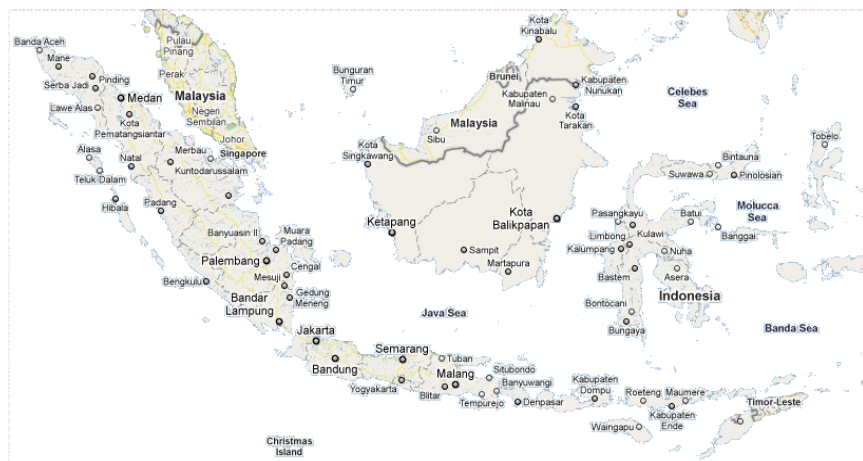 Kota
Kinabalu
Pulau
Pinang
Banda Aceh
Mane
Perak
Pinding
Serba Jadi
Medan
Malaysia
Lawe Alas
Negeri
Sembilan
Kota
Pematangsiantar
Johor
Singapore
Merbau
Alasa
Natal
Kuntodarussalam
Teluk Dalam
Hibala
Padang
Bunguran
Timur
Brunei
Kabupaten
Nunukan
Kabupaten
Malinau
Celebes
Sea
Malaysia
Sibu
Kota
Tarakan
Kota
Singkawang
Tobelo
Bintauna
Suwawa
Pinolosian
Molucca
Sea
Ketapang
Kota
Balikpapan
Pasangkayu
Batui
Limbong
Kulawi
Banggai
Kalumpang
Nuha
Sampit
Martapura
Bastem
Asera
Banyuasin II
Muara
Padang
Palembang
Cengal
Mesuji
Bengkulu
Gedung
Meneng
Bandar
Lampung
Indonesia
Bontocani
Bungaya
Java Sea
Banda Sea
Jakarta
Semarang
Tuban
Bandung
Malang
Situbondo
Yogyakarta
Blitar
Banyuwangi
Tempurejo
Denpasar
Kabupaten
Dompu
Roeteng
Maumere
Timor-Leste
Kabupaten
Ende
Waingapu
Christmas
Island